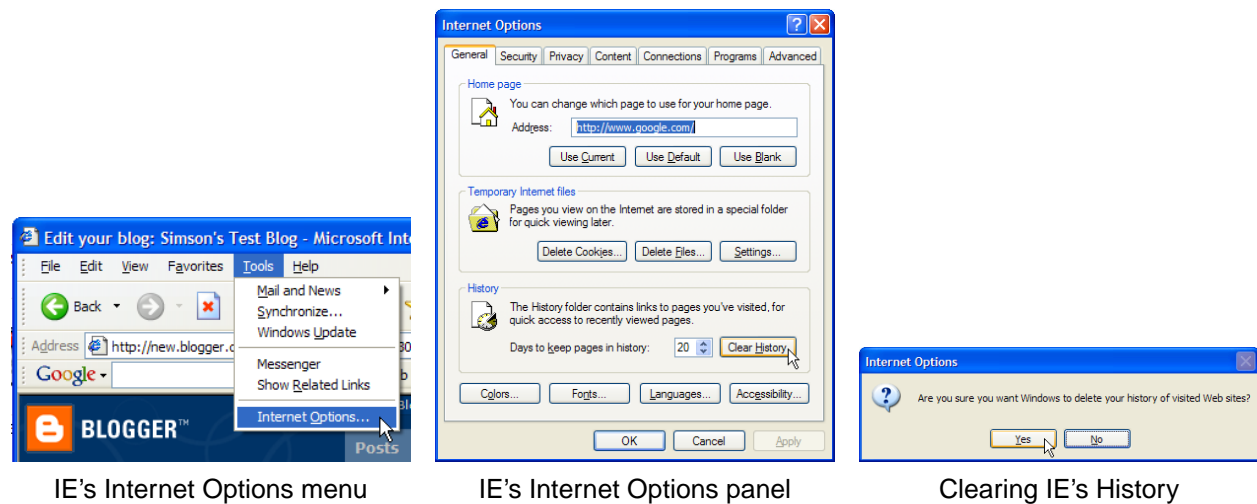 Edit your blog: Simson's Test Blog - Microsoft Int
File Edit View Favorites Tools Help
Back
Mail and News
Synchronize...
Windows Update
Messenger
Show Related Links
Internet Options...
Address http://new.blogger.
Google
BLOGGER™
Posts
IE's Internet Options menu
Internet Options
General Security Privacy Content Connections Programs Advanced
Home page
You can change which page to use for your home page.
Address: http://www.google.com/
Use Current Use Default Use Blank
Temporary Internet files
Pages you view on the Internet are stored in a special folder
for quick viewing later.
Delete Cookies... Delete Files... Settings...
History
The History folder contains links to pages you've visited, for
quick access to recently viewed pages.
Days to keep pages in history: 20 Clear History
Colors... Fonts... Languages... Accessibility...
OK Cancel Apply
IE's Internet Options panel
Internet Options
Are you sure you want Windows to delete your history of visited Web sites?
Yes No
Clearing IE's History